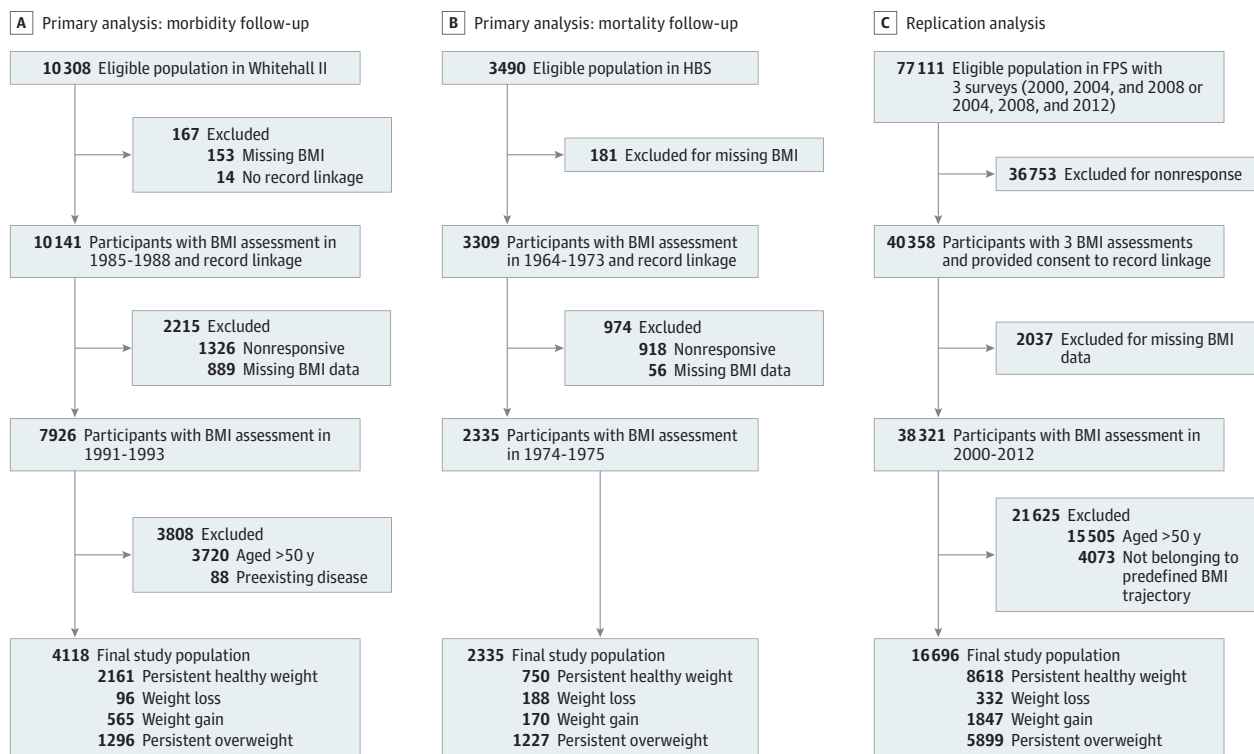 A Primary analysis: morbidity follow-up
10308 Eligible population in Whitehall II
167 Excluded
153 Missing BMI
14 No record linkage
10141 Participants with BMI assessment in
1985-1988 and record linkage
2215 Excluded
1326 Nonresponsive
889 Missing BMI data
7926 Participants with BMI assessment in
1991-1993
3808 Excluded
3720 Aged >50 y
88 Preexisting disease
4118 Final study population
2161 Persistent healthy weight
96 Weight loss
565 Weight gain
1296 Persistent overweight
B Primary analysis: mortality follow-up
3490 Eligible population in HBS
181 Excluded for missing BMI
3309 Participants with BMI assessment
in 1964-1973 and record linkage
974 Excluded
918 Nonresponsive
56 Missing BMI data
2335 Participants with BMI assessment
in 1974-1975
2335 Final study population
750 Persistent healthy weight
188 Weight loss
170 Weight gain
1227 Persistent overweight
C Replication analysis
77111 Eligible population in FPS with
3 surveys (2000, 2004, and 2008 or
2004, 2008, and 2012)
36753 Excluded for nonresponse
40358 Participants with 3 BMI assessments
and provided consent to record linkage
2037 Excluded for missing BMI
data
38321 Participants with BMI assessment in
2000-2012
21625 Excluded
15505 Aged >50 y
4073 Not belonging to
predefined BMI
trajectory
16696 Final study population
8618 Persistent healthy weight
332 Weight loss
1847 Weight gain
5899 Persistent overweight